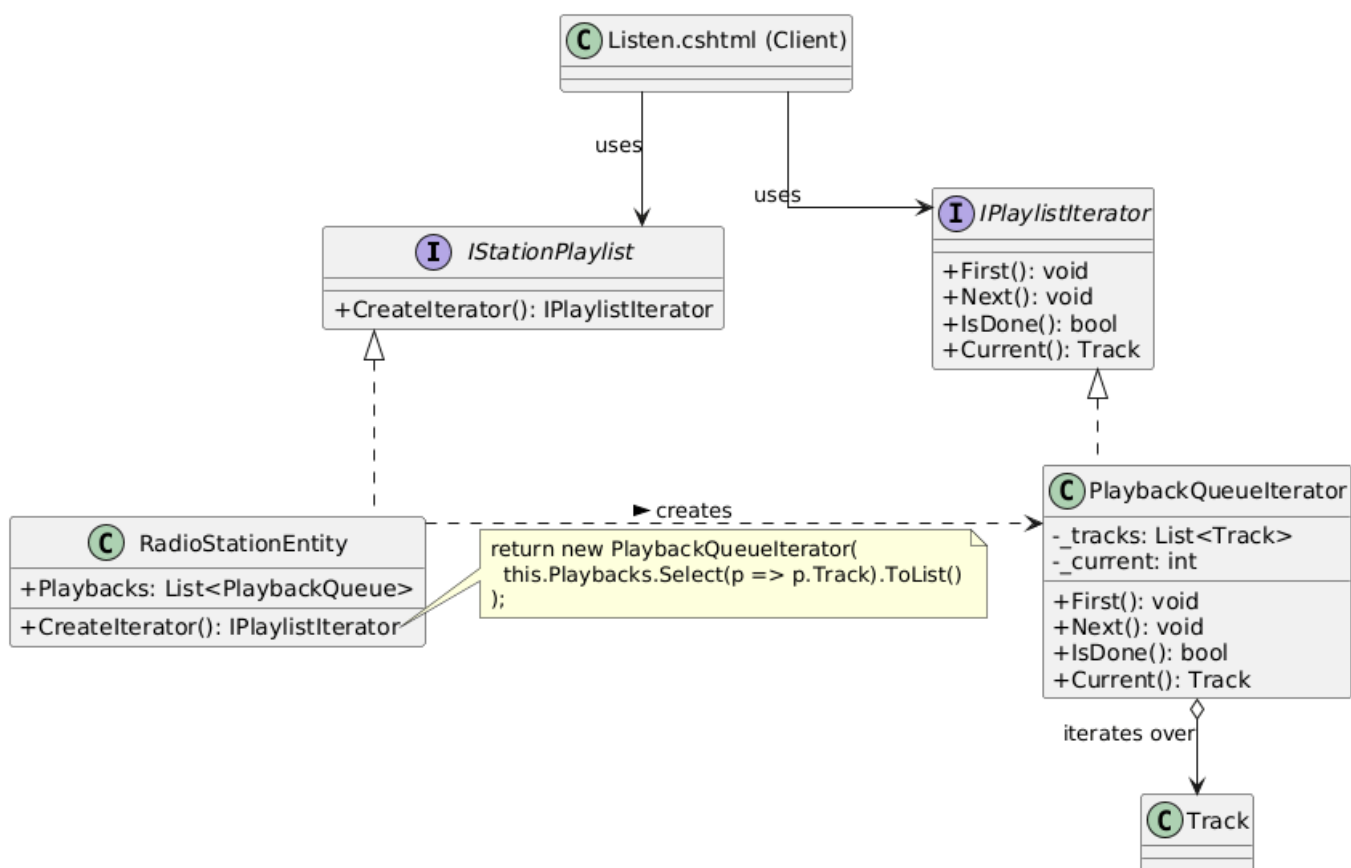 C Listen.cshtml (Client)
uses
uses
I IPlaylistIterator
+First(): void
+Next(): void
+IsDone(): bool
+Current(): Track
I IStationPlaylist
+CreateIterator(): IPlaylistIterator
C PlaybackQueueIterator
-_tracks: List<Track>
-_current: int
+First(): void
+Next(): void
+IsDone(): bool
+Current(): Track
► creates
C RadioStationEntity
+Playbacks: List<PlaybackQueue>
+CreateIterator(): IPlaylistIterator
return new PlaybackQueueIterator(
this.Playbacks.Select(p => p.Track).ToList()
);
iterates over
C Track